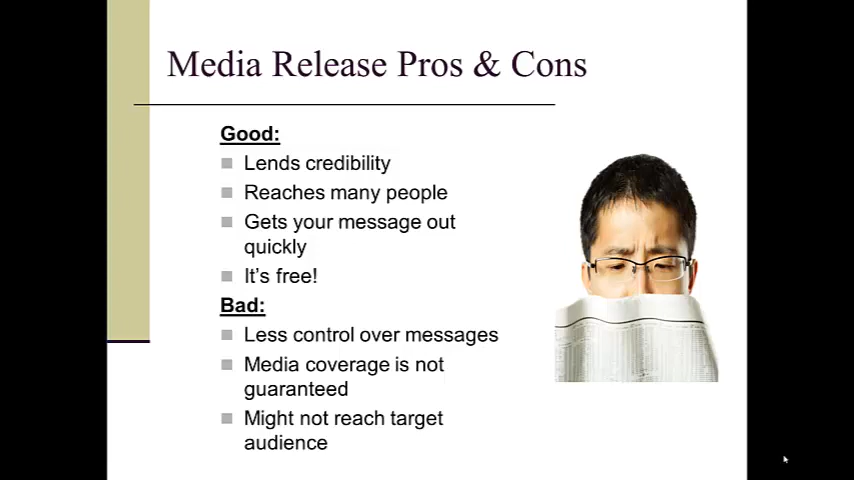 Media Release Pros & Cons
Good:
Lends credibility
Reaches many people
Gets your message out
quickly
It's free!
Bad:
Less control over messages
Media coverage is not
guaranteed
Might not reach target
audience